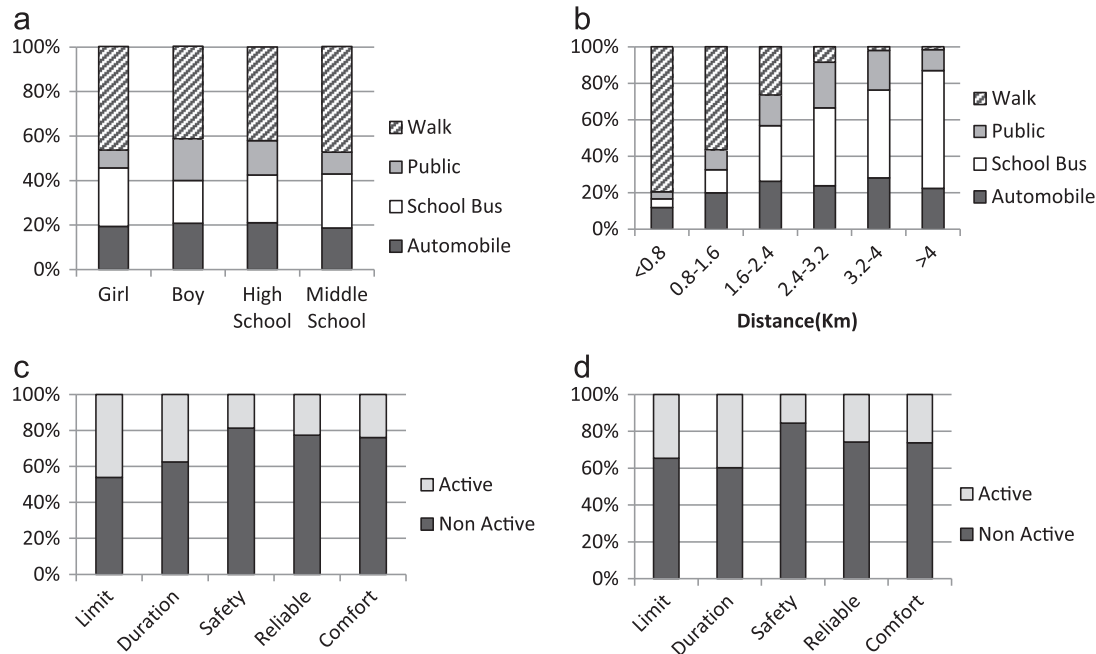 a
100%
80%
60%
40%
20%
0%
Girl
Boy
High
School
Middle
School
Walk
Public
School Bus
Automobile
b
100%
80%
60%
40%
20%
0%
<0.8
0.8-1.6
1.6-2.4
2.4-3.2
3.2-4
>4
Distance(Km)
Walk
Public
School Bus
Automobile
c
100%
80%
60%
40%
20%
0%
Limit
Duration
Safety
Reliable
Comfort
Active
Non Active
d
100%
80%
60%
40%
20%
0%
Limit
Duration
Safety
Reliable
Comfort
Active
Non Active